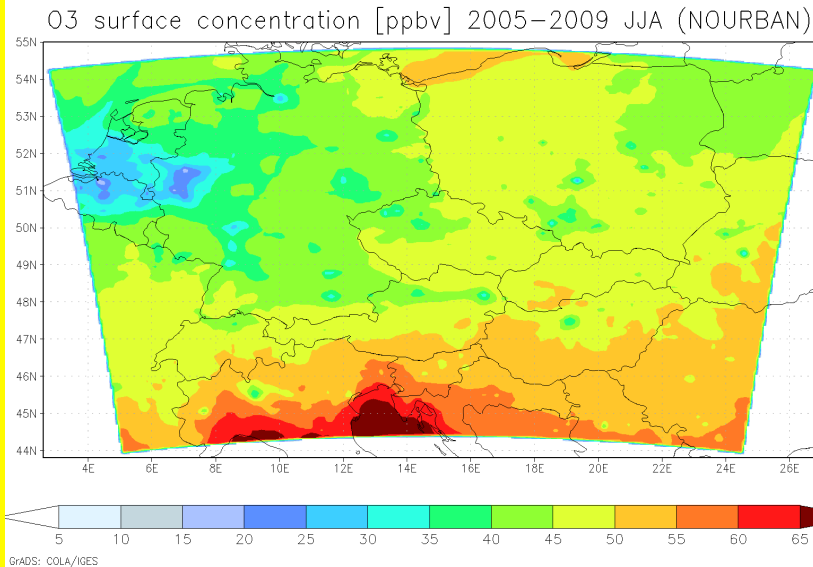 O3 surface concentration [ppbv] 2005−2009 JJA (NOURBAN)
55N
54N
53N
52N
51N
50N
49N
48N
47N
46N
45N
44N
4E 6E 8E 10E 12E 14E 16E 18E 20E 22E 24E 26E
5 10 15 20 25 30 35 40 45 50 55 60 65
GrADS: COLA/IGES